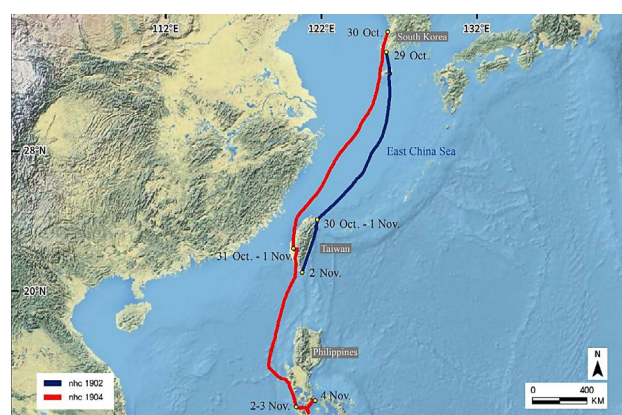 112°E
122°E
132°E
30 Oct.
South Korea
29 Oct.
28°N
East China Sea
30 Oct. - 1 Nov.
31 Oct. - 1 Nov.
Taiwan
2 Nov.
20°N
Philippines
nhc 1902
nhc 1904
2-3 Nov.
4 Nov.
N
0
400
KM